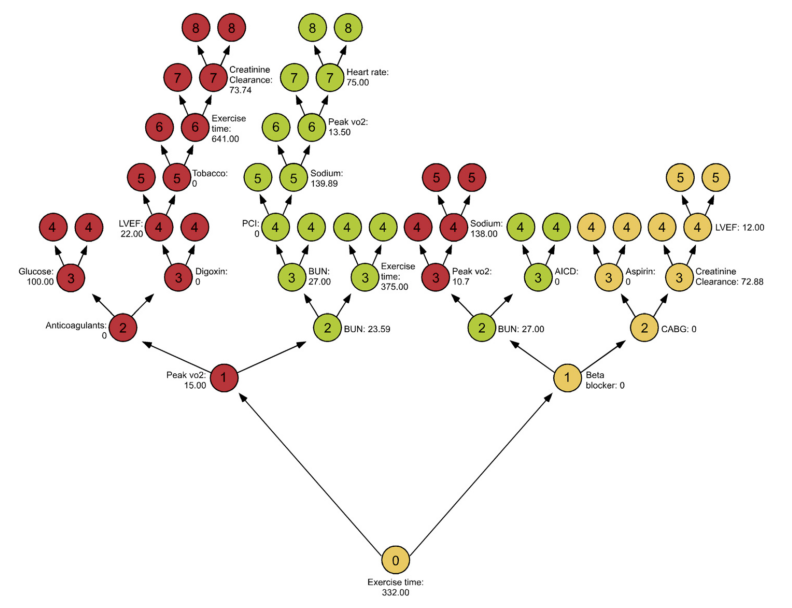 8 8 8 8
7 7 Creatinine
Clearance:
73.74
7 7 Heart rate:
75.00
6 6 Exercise
time:
641.00
6 6 Peak vo2:
13.50
5 5 Tobacco:
0
5 5 Sodium:
139.89
5 5 5 5
4 4 LVEF:
22.00
4 4 PCI:
0
4 4 4 4 4 4 Sodium:
138.00
4 4 4 4 4 4 LVEF: 12.00
Glucose:
100.00
3 3 Digoxin:
0
3 BUN:
27.00
3 Exercise
time:
375.00
3 Peak vo2:
10.7
3 AICD:
0
3 Aspirin:
0
3 Creatinine
Clearance: 72.88
Anticoagulants:
0
2 2 BUN: 23.59
2 BUN: 27.00
2 CABG: 0
Peak vo2:
15.00
1 1 Beta
blocker: 0
0
Exercise time:
332.00